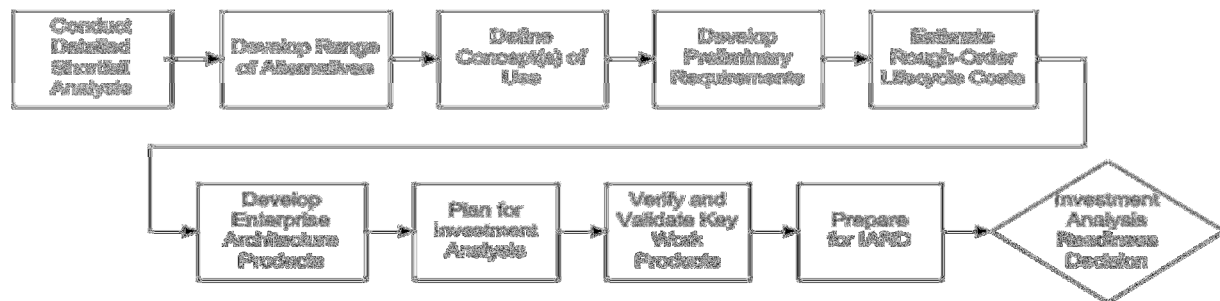 Conduct
Detailed
Shortfall
Analysis
Develop Range
of Alternatives
Define
Concept(s) of
Use
Develop
Preliminary
Requirements
Estimate
Rough-Order
Lifecycle Costs
Develop
Enterprise
Architecture
Products
Plan for
Investment
Analysis
Verify and
Validate Key
Work
Products
Prepare
for IARD
Investment
Analysis
Readiness
Decision